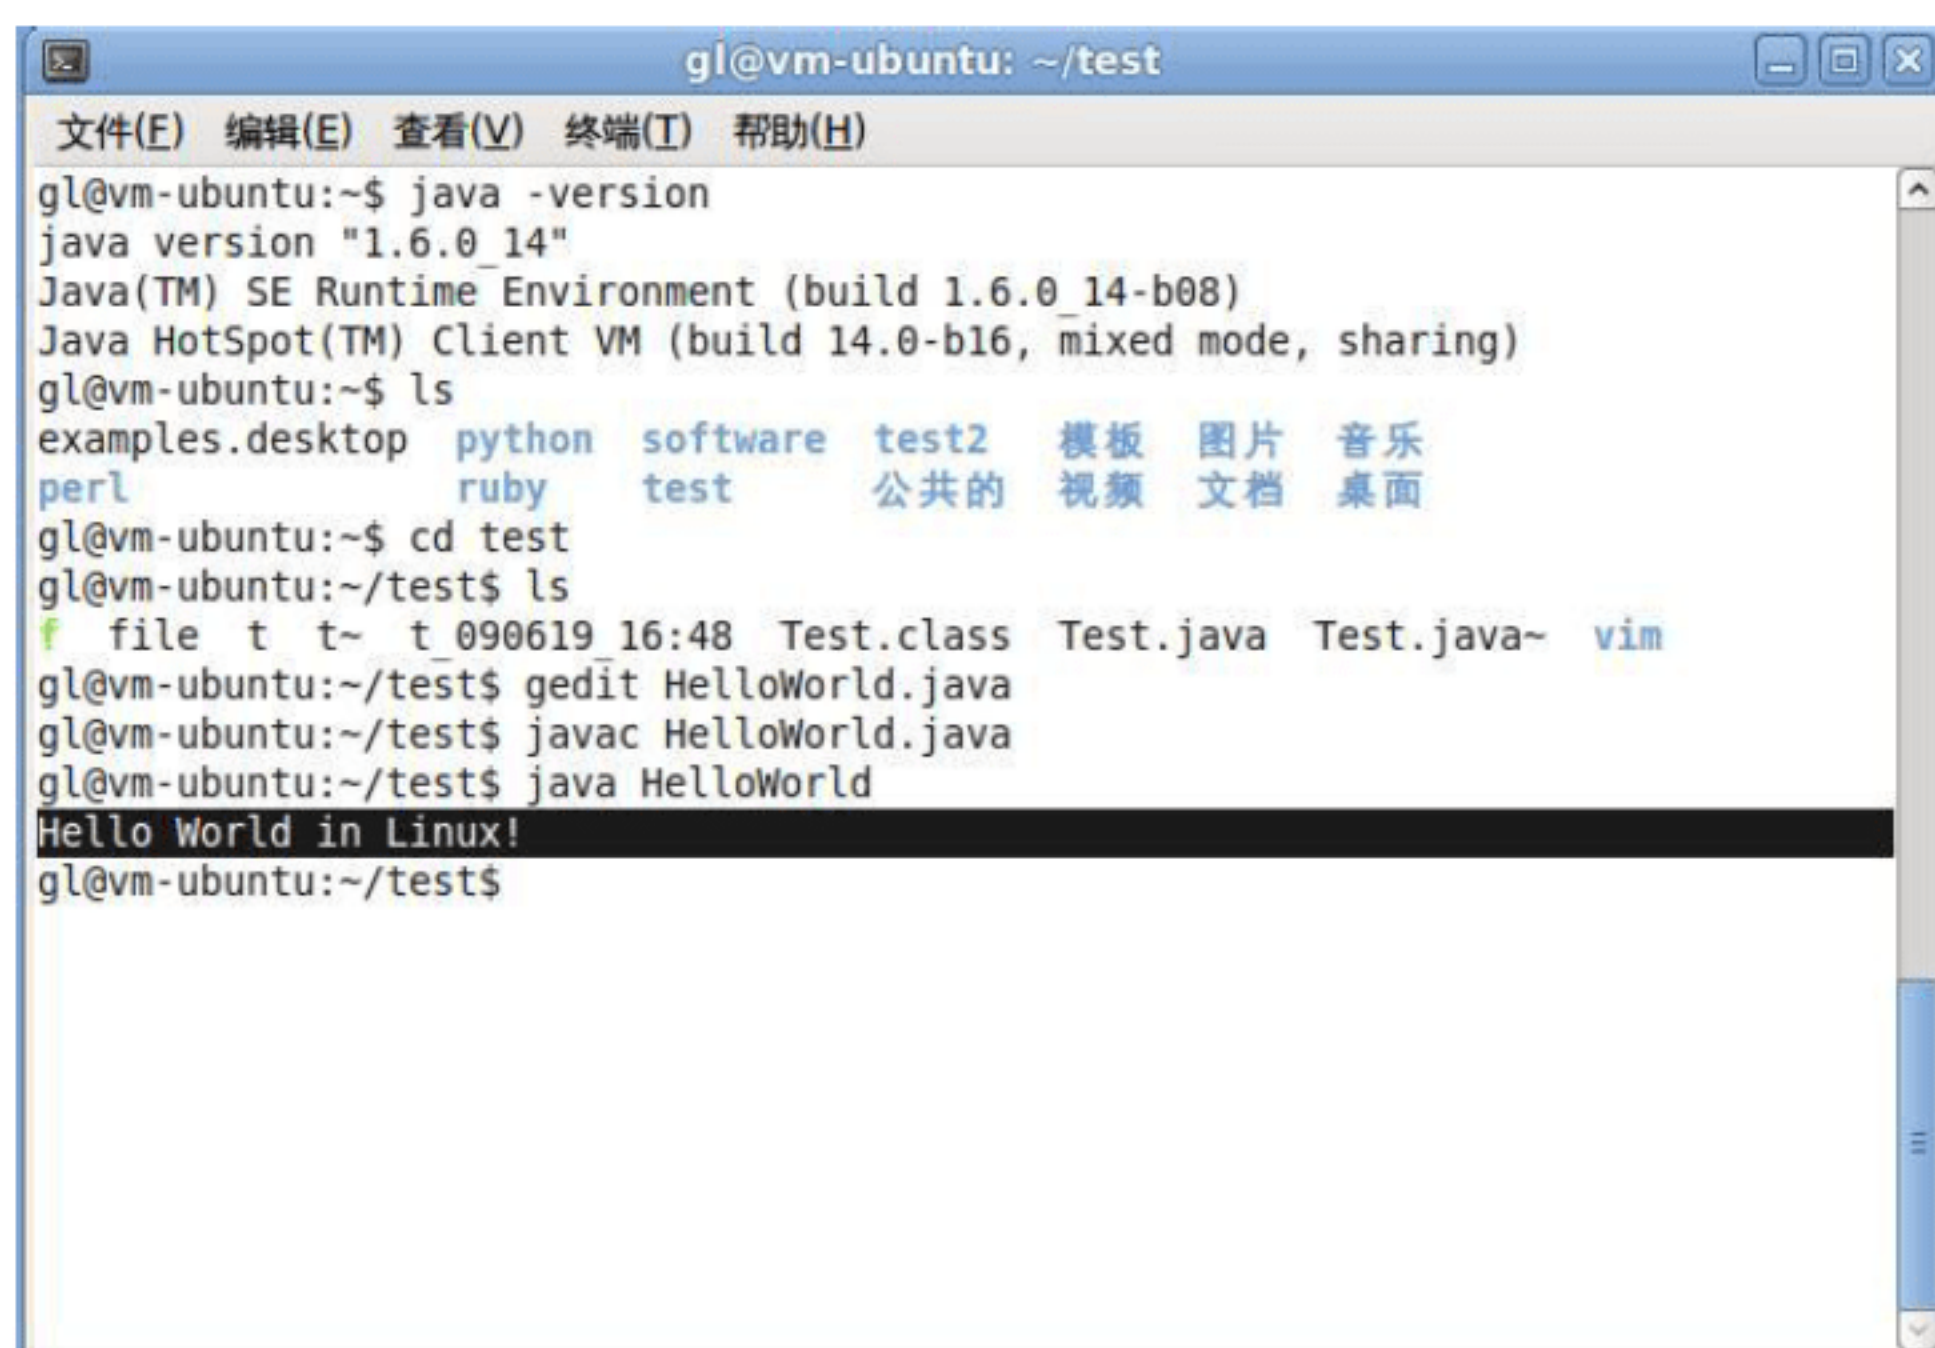 gl@vm-ubuntu: ~/test
文件(F) 编辑(E) 查看(V) 终端(T) 帮助(H)
gl@vm-ubuntu:~$ java -version
java version "1.6.0_14"
Java(TM) SE Runtime Environment (build 1.6.0_14-b08)
Java HotSpot(TM) Client VM (build 14.0-b16, mixed mode, sharing)
gl@vm-ubuntu:~$ ls
examples.desktop python software test2 模板 图片 音乐
perl ruby test 公共的 视频 文档 桌面
gl@vm-ubuntu:~$ cd test
gl@vm-ubuntu:~/test$ ls
f file t t~ t_090619_16:48 Test.class Test.java Test.java~ vim
gl@vm-ubuntu:~/test$ gedit HelloWorld.java
gl@vm-ubuntu:~/test$ javac HelloWorld.java
gl@vm-ubuntu:~/test$ java HelloWorld
Hello World in Linux!
gl@vm-ubuntu:~/test$